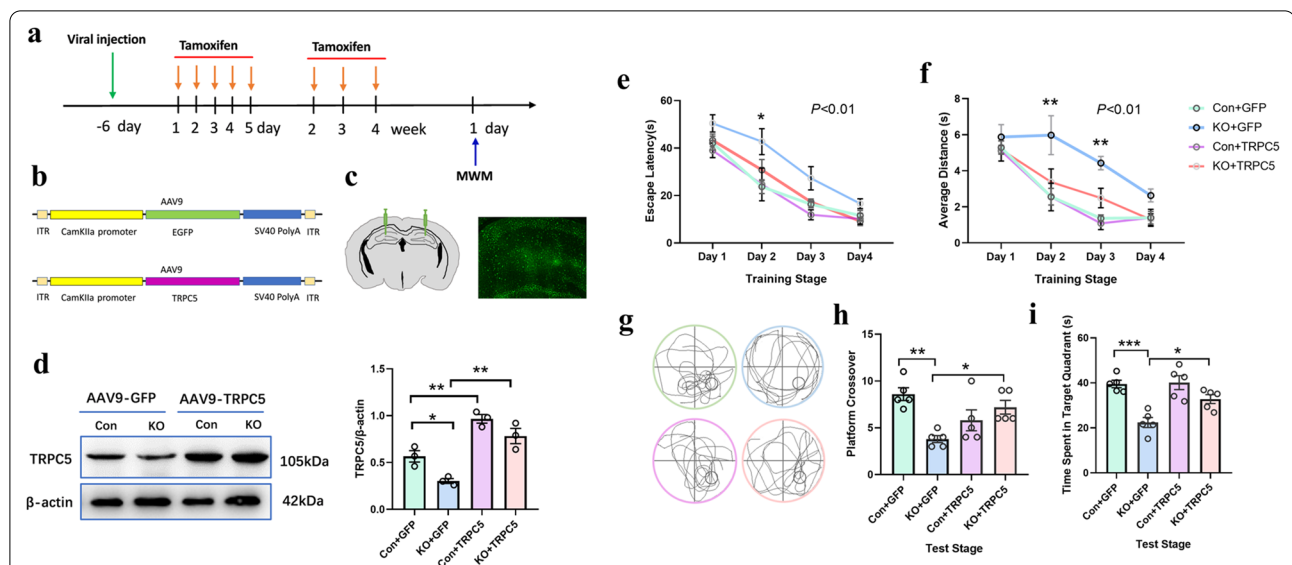 a
Viral injection
Tamoxifen
Tamoxifen
-6 day
1 2 3 4 5 day
2 3 4 week
1 day
MWM
b
AAV9
ITR CamKIIa promoter EGFP SV40 PolyA ITR
AAV9
ITR CamKIIa promoter TRPC5 SV40 PolyA ITR
c
d
AAV9-GFP AAV9-TRPC5
Con KO Con KO
TRPC5 105kDa
β-actin 42kDa
TRPC5/β-actin
1.5
1.0
0.5
0.0
**
* **
Con+GFP
KO+GFP
Con+TRPC5
KO+TRPC5
e
Escape Latency(s)
60
40
20
0
*
P<0.01
Day 1 Day 2 Day 3 Day4
Training Stage
f
Average Distance(s)
8
6
4
2
0
**
**
P<0.01
Day 1 Day 2 Day 3 Day 4
Training Stage
Con+GFP
KO+GFP
Con+TRPC5
KO+TRPC5
g
h
Platform Crossover
15
10
5
0
**
*
Con+GFP
KO+GFP
Con+TRPC5
KO+TRPC5
Test Stage
i
Time Spent in Target Quadrant (s)
80
60
40
20
0
***
*
Con+GFP
KO+GFP
Con+TRPC5
KO+TRPC5
Test Stage